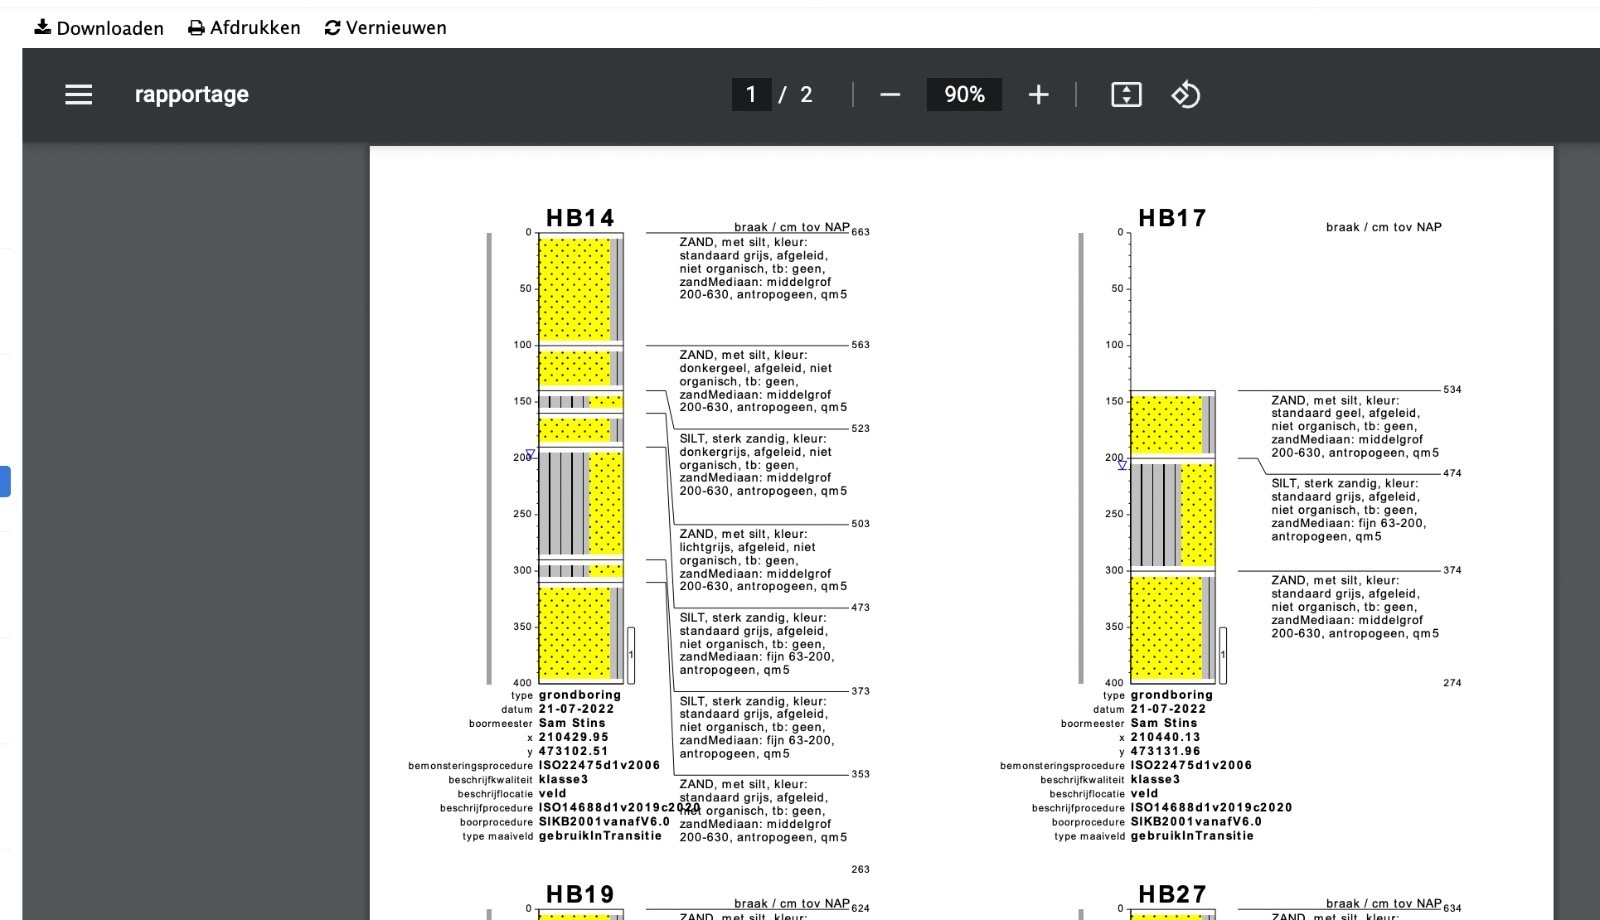 Downloaden Afdrukken Vernieuwen
rapportage
1 / 2
90%
HB14
braak / cm tov NAP
0
50
100
150
200
250
300
350
400
1
663
ZAND, met silt, kleur:
standaard grijs, afgeleid,
niet organisch, tb: geen,
zandMediaan: middelgrof
200-630, antropogeen, qm5
563
ZAND, met silt, kleur:
donkergeel, afgeleid, niet
organisch, tb: geen,
zandMediaan: middelgrof
200-630, antropogeen, qm5
523
SILT, sterk zandig, kleur:
donkergrijs, afgeleid, niet
organisch, tb: geen,
zandMediaan: middelgrof
200-630, antropogeen, qm5
503
ZAND, met silt, kleur:
lichtgrijs, afgeleid, niet
organisch, tb: geen,
zandMediaan: middelgrof
200-630, antropogeen, qm5
473
SILT, sterk zandig, kleur:
standaard grijs, afgeleid,
niet organisch, tb: geen,
zandMediaan: fijn 63-200,
antropogeen, qm5
373
SILT, sterk zandig, kleur:
standaard grijs, afgeleid,
niet organisch, tb: geen,
zandMediaan: fijn 63-200,
antropogeen, qm5
353
ZAND, met silt, kleur:
standaard grijs, afgeleid,
niet organisch, tb: geen,
zandMediaan: middelgrof
200-630, antropogeen, qm5
263
type grondboring
datum 21-07-2022
boormeester Sam Stins
x 210429.95
y 473102.51
bemonsteringsprocedure ISO22475d1v2006
beschrijfkwaliteit klasse3
beschrijflocatie veld
beschrijfprocedure ISO14688d1v2019c2020
boorprocedure SIKB2001vanafV6.0
type maaiveld gebruikInTransitie
HB17
braak / cm tov NAP
0
50
100
150
200
250
300
350
400
1
534
ZAND, met silt, kleur:
standaard geel, afgeleid,
niet organisch, tb: geen,
zandMediaan: middelgrof
200-630, antropogeen, qm5
474
SILT, sterk zandig, kleur:
standaard grijs, afgeleid,
niet organisch, tb: geen,
zandMediaan: fijn 63-200,
antropogeen, qm5
374
ZAND, met silt, kleur:
standaard grijs, afgeleid,
niet organisch, tb: geen,
zandMediaan: middelgrof
200-630, antropogeen, qm5
274
type grondboring
datum 21-07-2022
boormeester Sam Stins
x 210440.13
y 473131.96
bemonsteringsprocedure ISO22475d1v2006
beschrijfkwaliteit klasse3
beschrijflocatie veld
beschrijfprocedure ISO14688d1v2019c2020
boorprocedure SIKB2001vanafV6.0
type maaiveld gebruikInTransitie
HB19
braak / cm tov NAP
0
624
ZAND, met silt, kleur:
HB27
braak / cm tov NAP
0
634
ZAND, met silt, kleur: